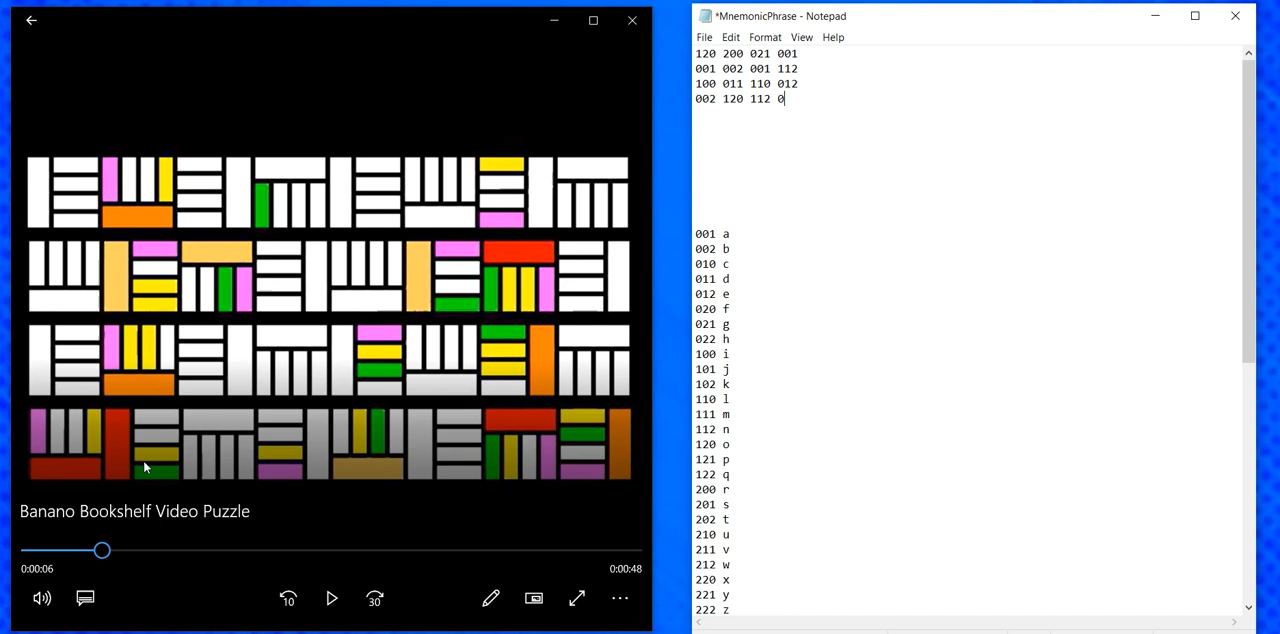 *MnemonicPhrase - Notepad
File Edit Format View Help
120 200 021 001
001 002 001 112
100 011 110 012
002 120 112 0
001 a
002 b
010 c
011 d
012 e
020 f
021 g
022 h
100 i
101 j
102 k
110 l
111 m
112 n
120 o
121 p
122 q
200 r
201 s
202 t
210 u
211 v
212 w
220 x
221 y
222 z
Banano Bookshelf Video Puzzle
0:00:06 0:00:48
10 30